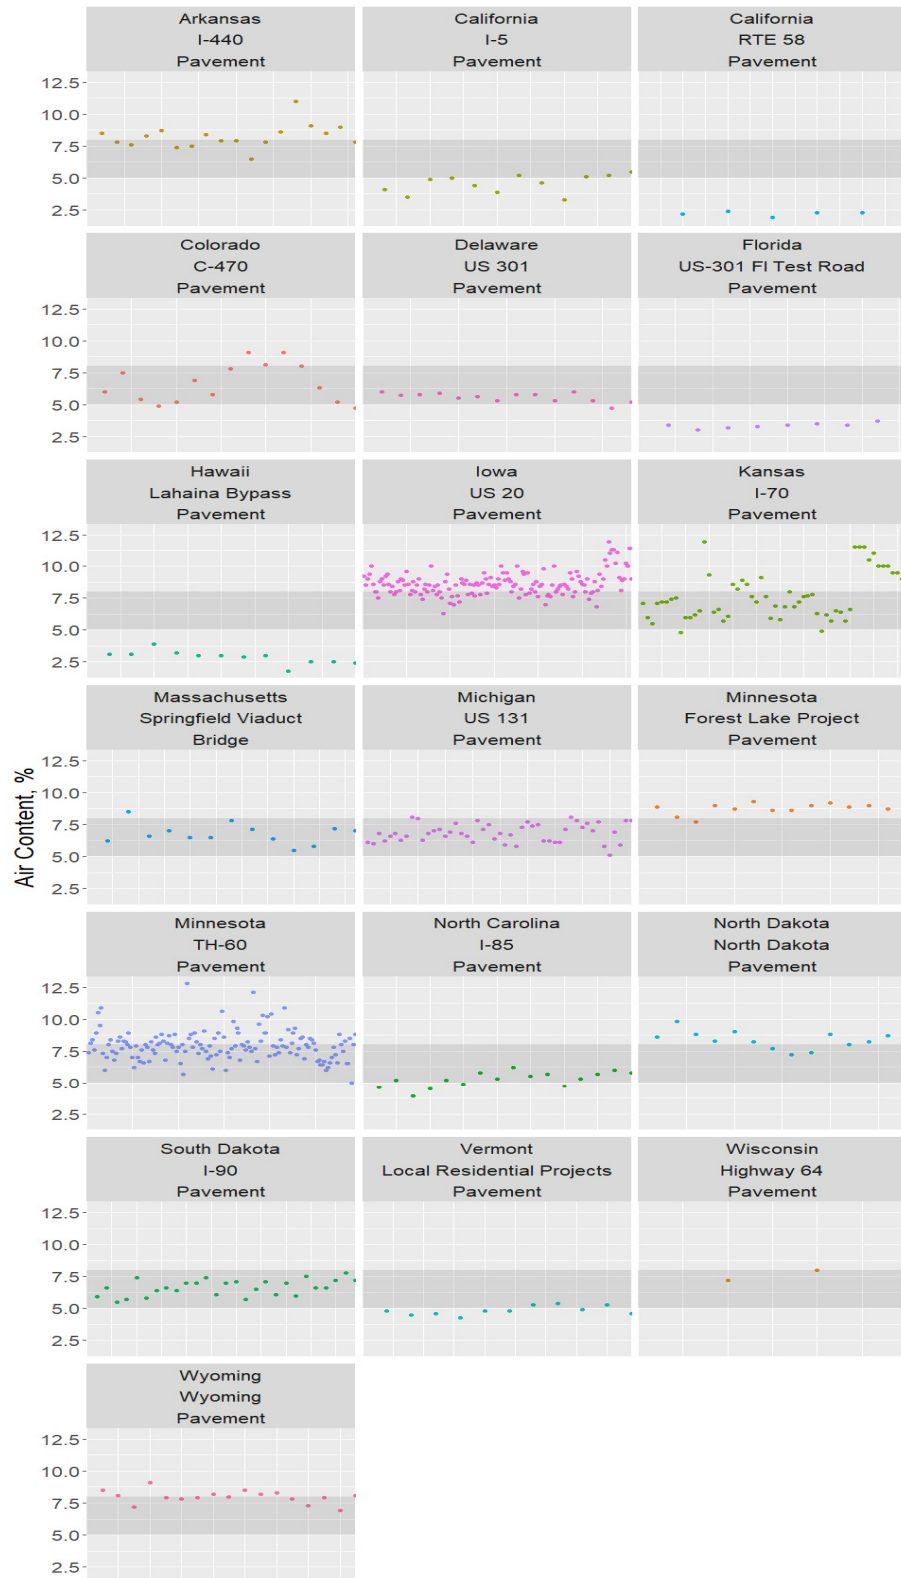 Arkansas
I-440
Pavement
California
I-5
Pavement
California
RTE 58
Pavement
12.5
10.0
7.5
5.0
2.5
Colorado
C-470
Pavement
Delaware
US 301
Pavement
Florida
US-301 Fl Test Road
Pavement
12.5
10.0
7.5
5.0
2.5
Hawaii
Lahaina Bypass
Pavement
Iowa
US 20
Pavement
Kansas
I-70
Pavement
12.5
10.0
7.5
5.0
2.5
Massachusetts
Springfield Viaduct
Bridge
Michigan
US 131
Pavement
Minnesota
Forest Lake Project
Pavement
12.5
10.0
7.5
5.0
2.5
Air Content, %
Minnesota
TH-60
Pavement
North Carolina
I-85
Pavement
North Dakota
North Dakota
Pavement
12.5
10.0
7.5
5.0
2.5
South Dakota
I-90
Pavement
Vermont
Local Residential Projects
Pavement
Wisconsin
Highway 64
Pavement
12.5
10.0
7.5
5.0
2.5
Wyoming
Wyoming
Pavement
12.5
10.0
7.5
5.0
2.5